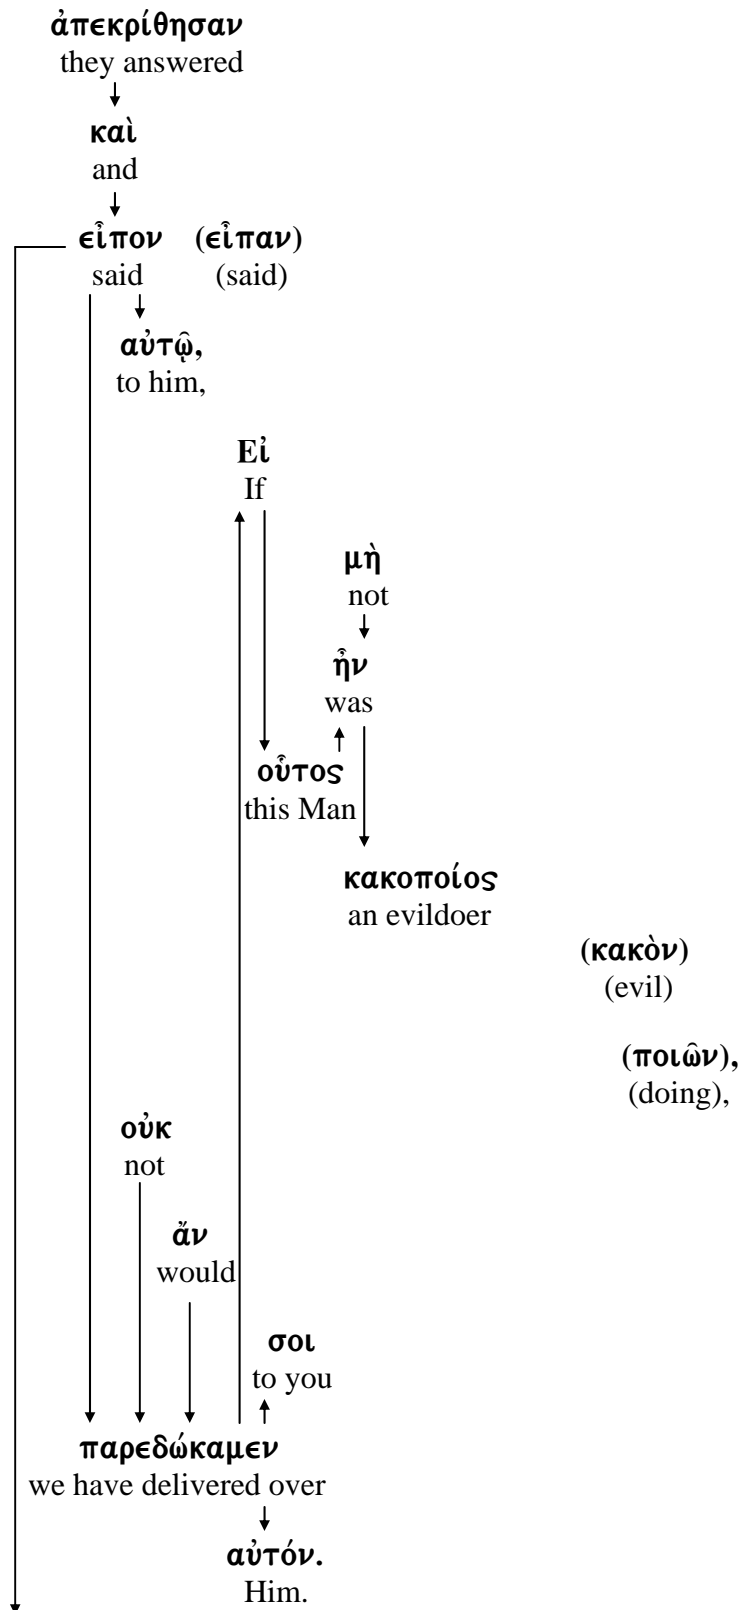 ἀπεκρίθησαν
they answered
καὶ
and
εἶπον (εἶπαν)
said (said)
αὐτῷ,
to him,
Εἰ
If
μὴ
not
ἦν
was
οὗτος
this Man
κακοποίος
an evildoer
(κακὸν)
(evil)
(ποιῶν),
(doing),
οὐκ
not
ἄν
would
σοι
to you
παρεδώκαμεν
we have delivered over
αὐτόν.
Him.